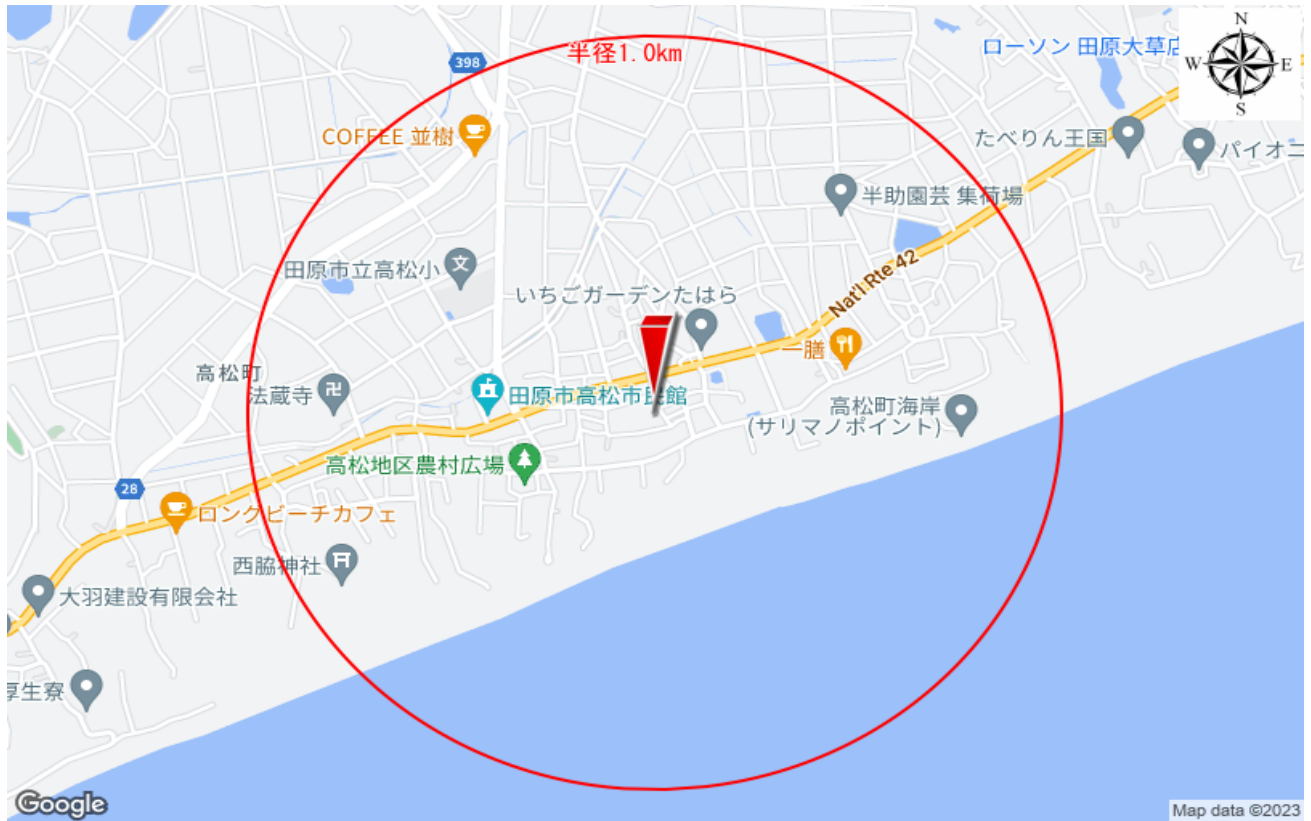 半径1.0km
N
W E
S
ローソン 田原大草店
398
COFFEE 並樹
たべりん王国
パイオニ
半助園芸 集荷場
田原市立高松小
文
Nat'l Rte 42
いちごガーデンたはら
一膳
高松町
法蔵寺
卍
田原市高松市民館
高松町海岸
(サリマノポイント)
高松地区農村広場
28
ロングビーチカフェ
西脇神社
大羽建設有限会社
厚生寮
Google
Map data ©2023